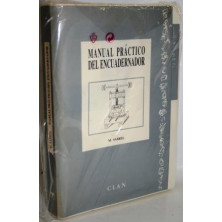 MANUAL PRÁCTICO
DEL ENCUADERNADOR
CLAN